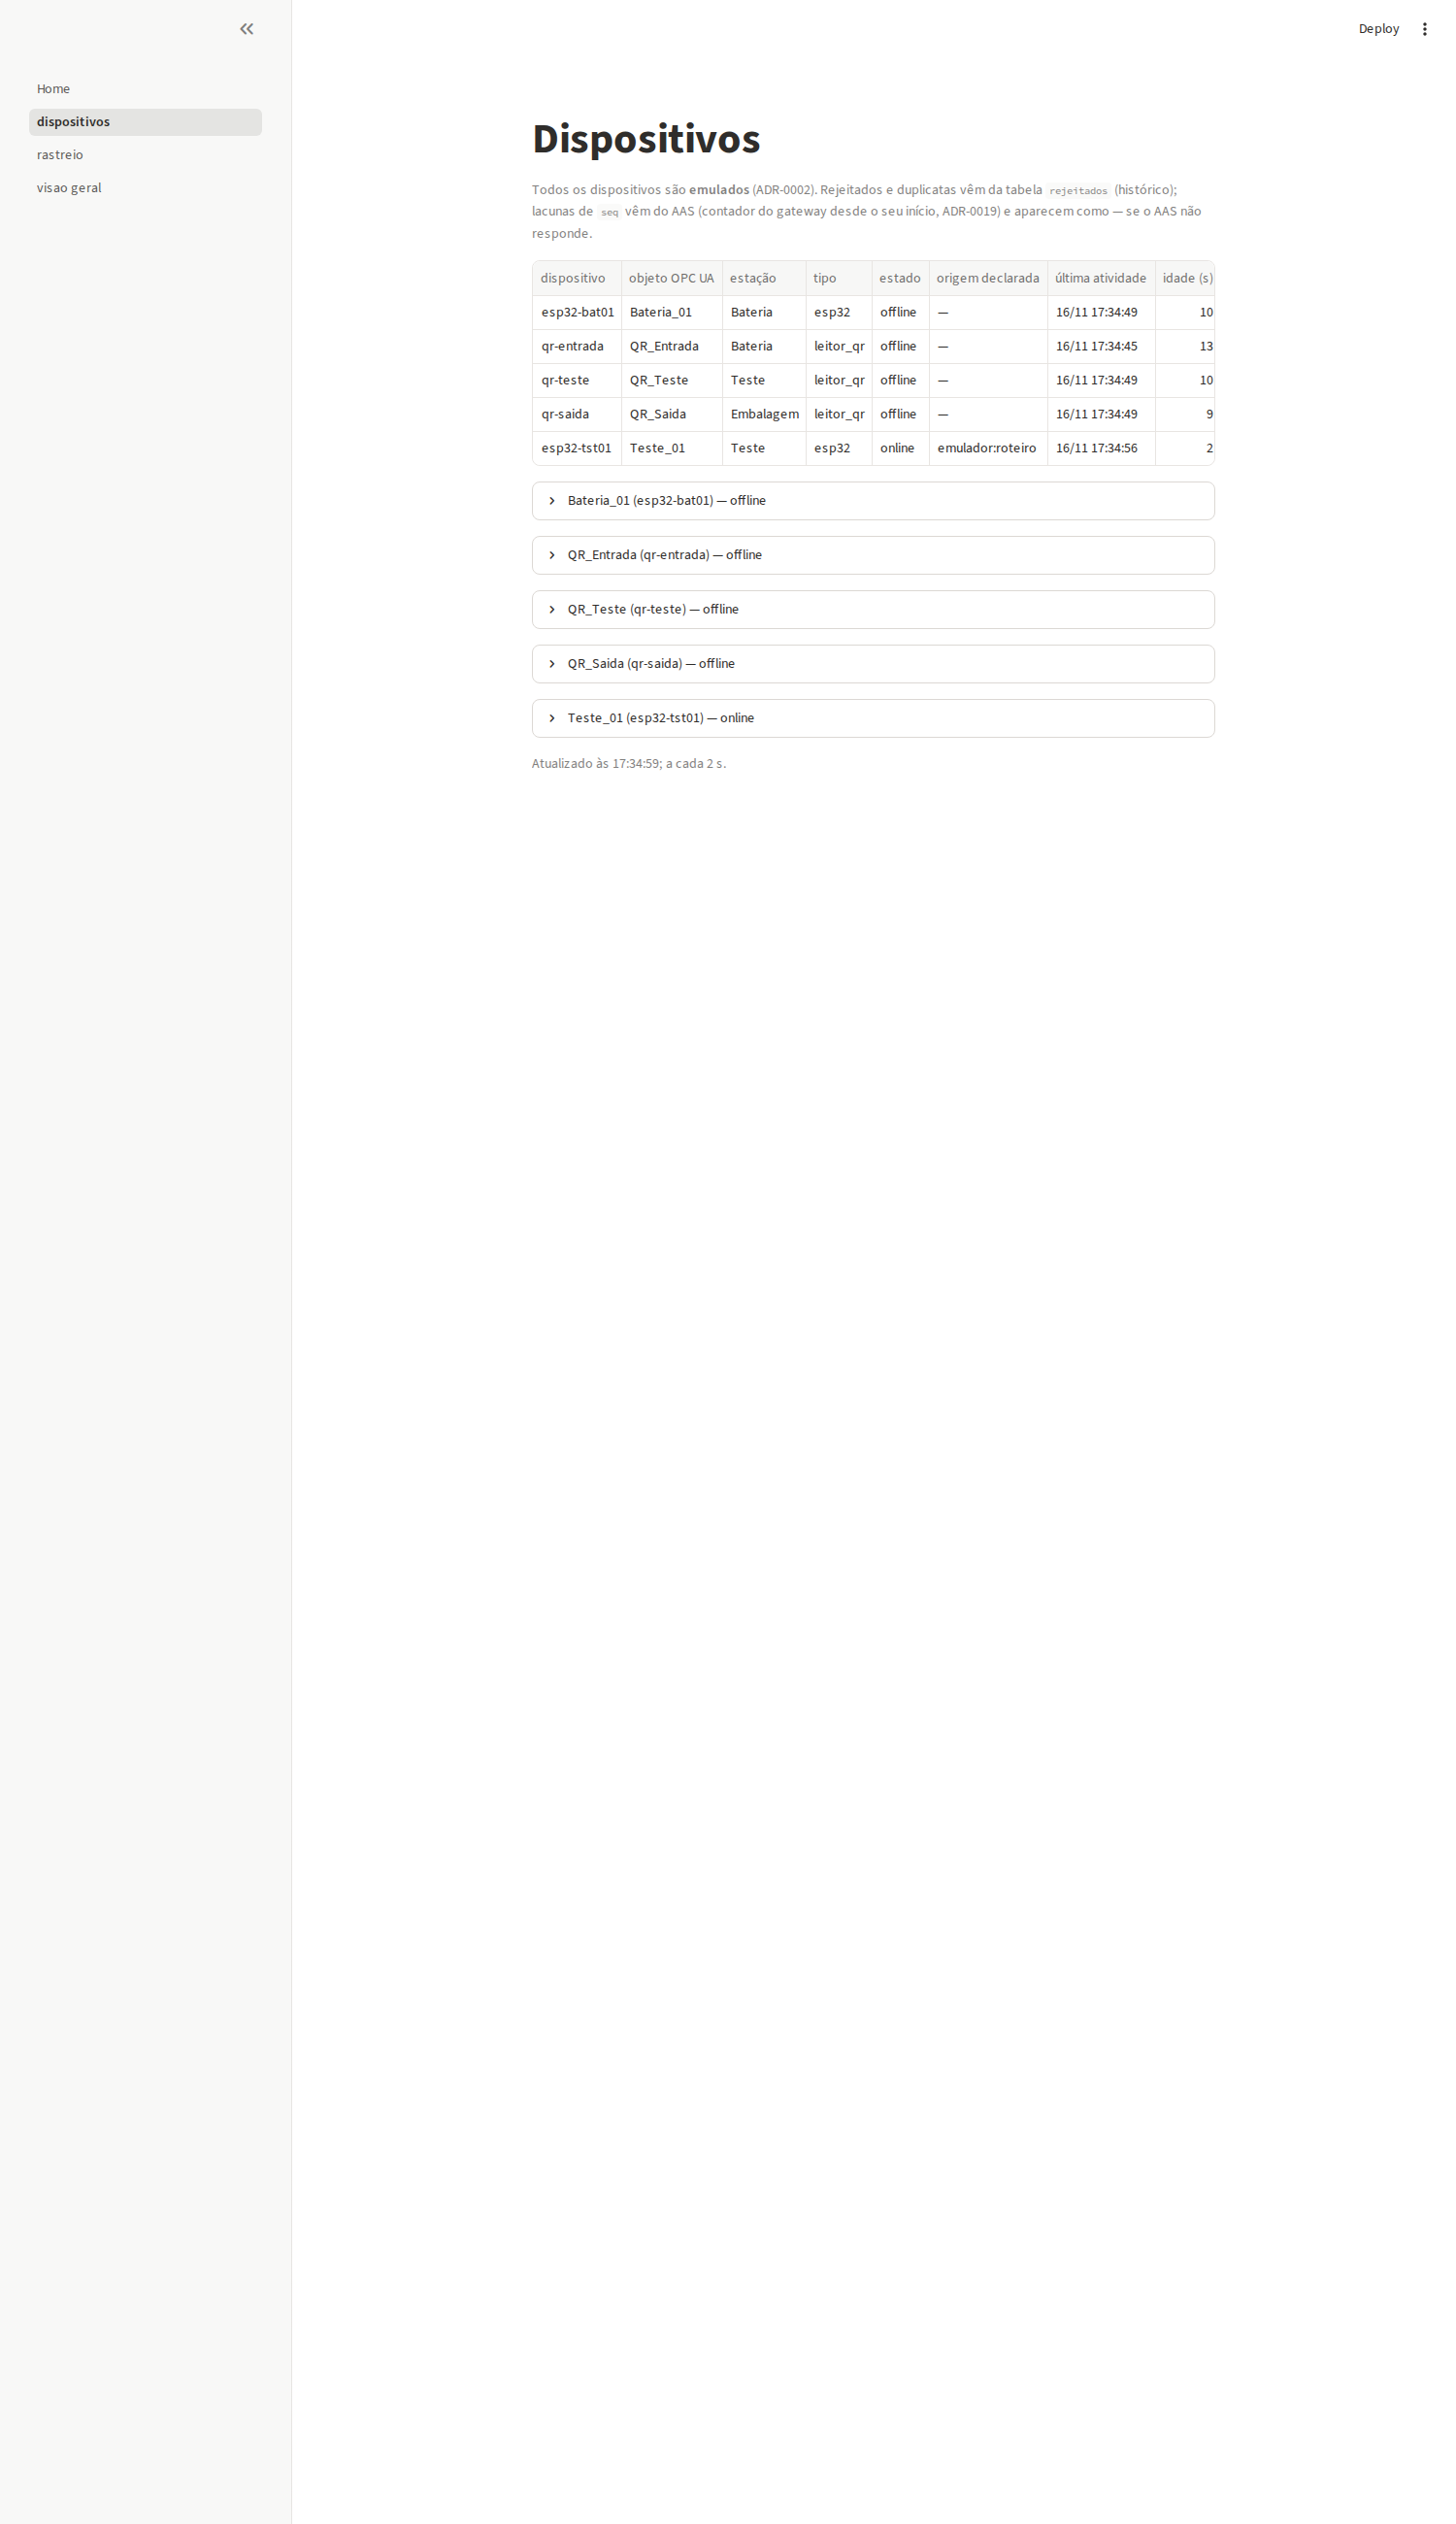 Deploy
Home
dispositivos
rastreio
visao geral
Dispositivos
Todos os dispositivos são emulados (ADR-0002). Rejeitados e duplicatas vêm da tabela rejeitados (histórico);
lacunas de seq vêm do AAS (contador do gateway desde o seu início, ADR-0019) e aparecem como — se o AAS não
responde.
dispositivo objeto OPC UA estação tipo estado origem declarada última atividade idade (s)
esp32-bat01 Bateria_01 Bateria esp32 offline — 16/11 17:34:49 10
qr-entrada QR_Entrada Bateria leitor_qr offline — 16/11 17:34:45 13
qr-teste QR_Teste Teste leitor_qr offline — 16/11 17:34:49 10
qr-saida QR_Saida Embalagem leitor_qr offline — 16/11 17:34:49 9
esp32-tst01 Teste_01 Teste esp32 online emulador:roteiro 16/11 17:34:56 2
Bateria_01 (esp32-bat01) — offline
QR_Entrada (qr-entrada) — offline
QR_Teste (qr-teste) — offline
QR_Saida (qr-saida) — offline
Teste_01 (esp32-tst01) — online
Atualizado às 17:34:59; a cada 2 s.